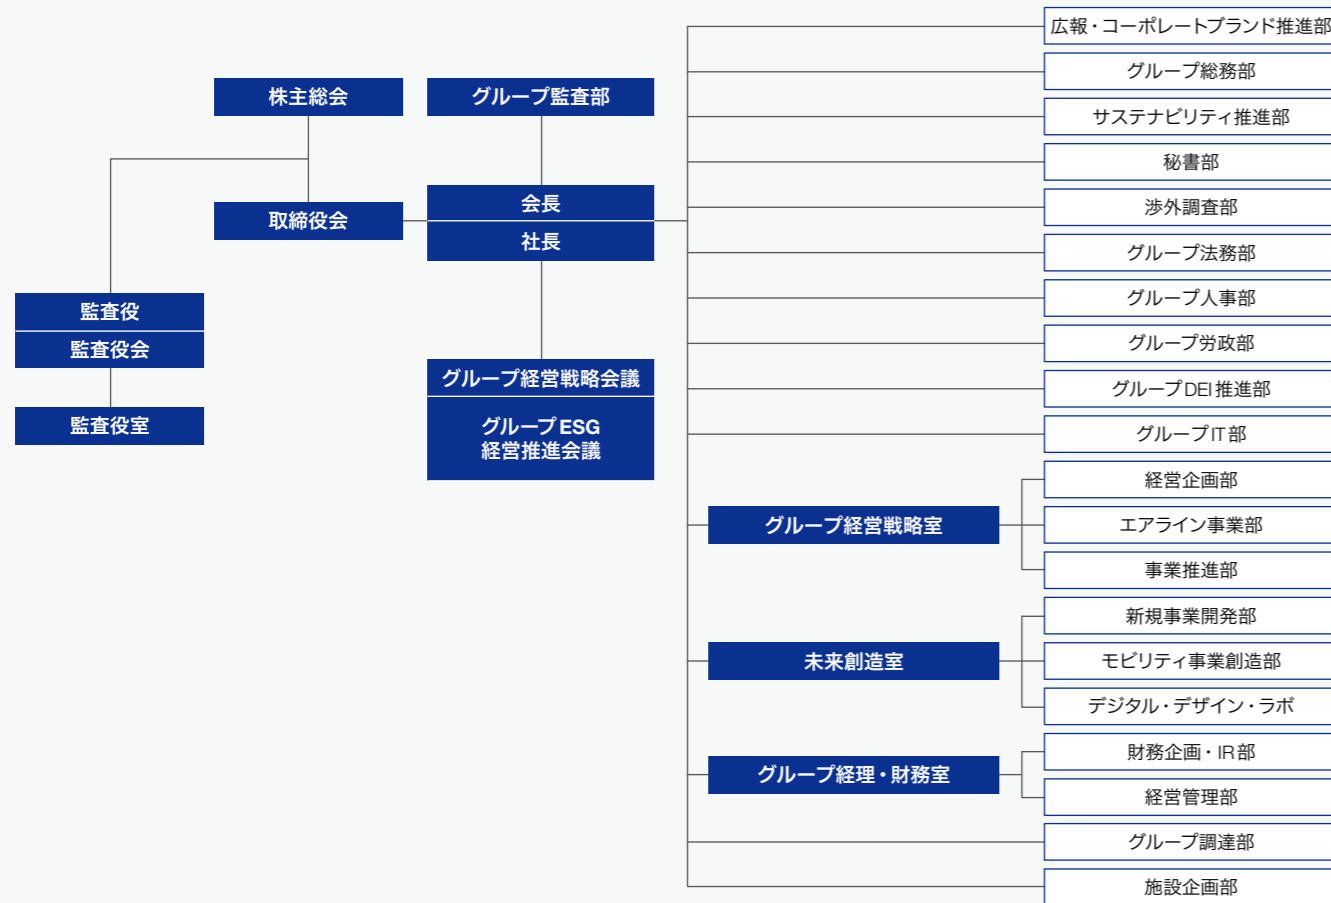 株主総会
グループ監査部
取締役会
会長
社長
監査役
監査役会
監査役室
グループ経営戦略会議
グループESG
経営推進会議
広報・コーポレートブランド推進部
グループ総務部
サステナビリティ推進部
秘書部
渉外調査部
グループ法務部
グループ人事部
グループ労政部
グループDEI推進部
グループIT部
グループ経営戦略室
経営企画部
エアライン事業部
事業推進部
未来創造室
新規事業開発部
モビリティ事業創造部
デジタル・デザイン・ラボ
グループ経理・財務室
財務企画・IR部
経営管理部
グループ調達部
施設企画部